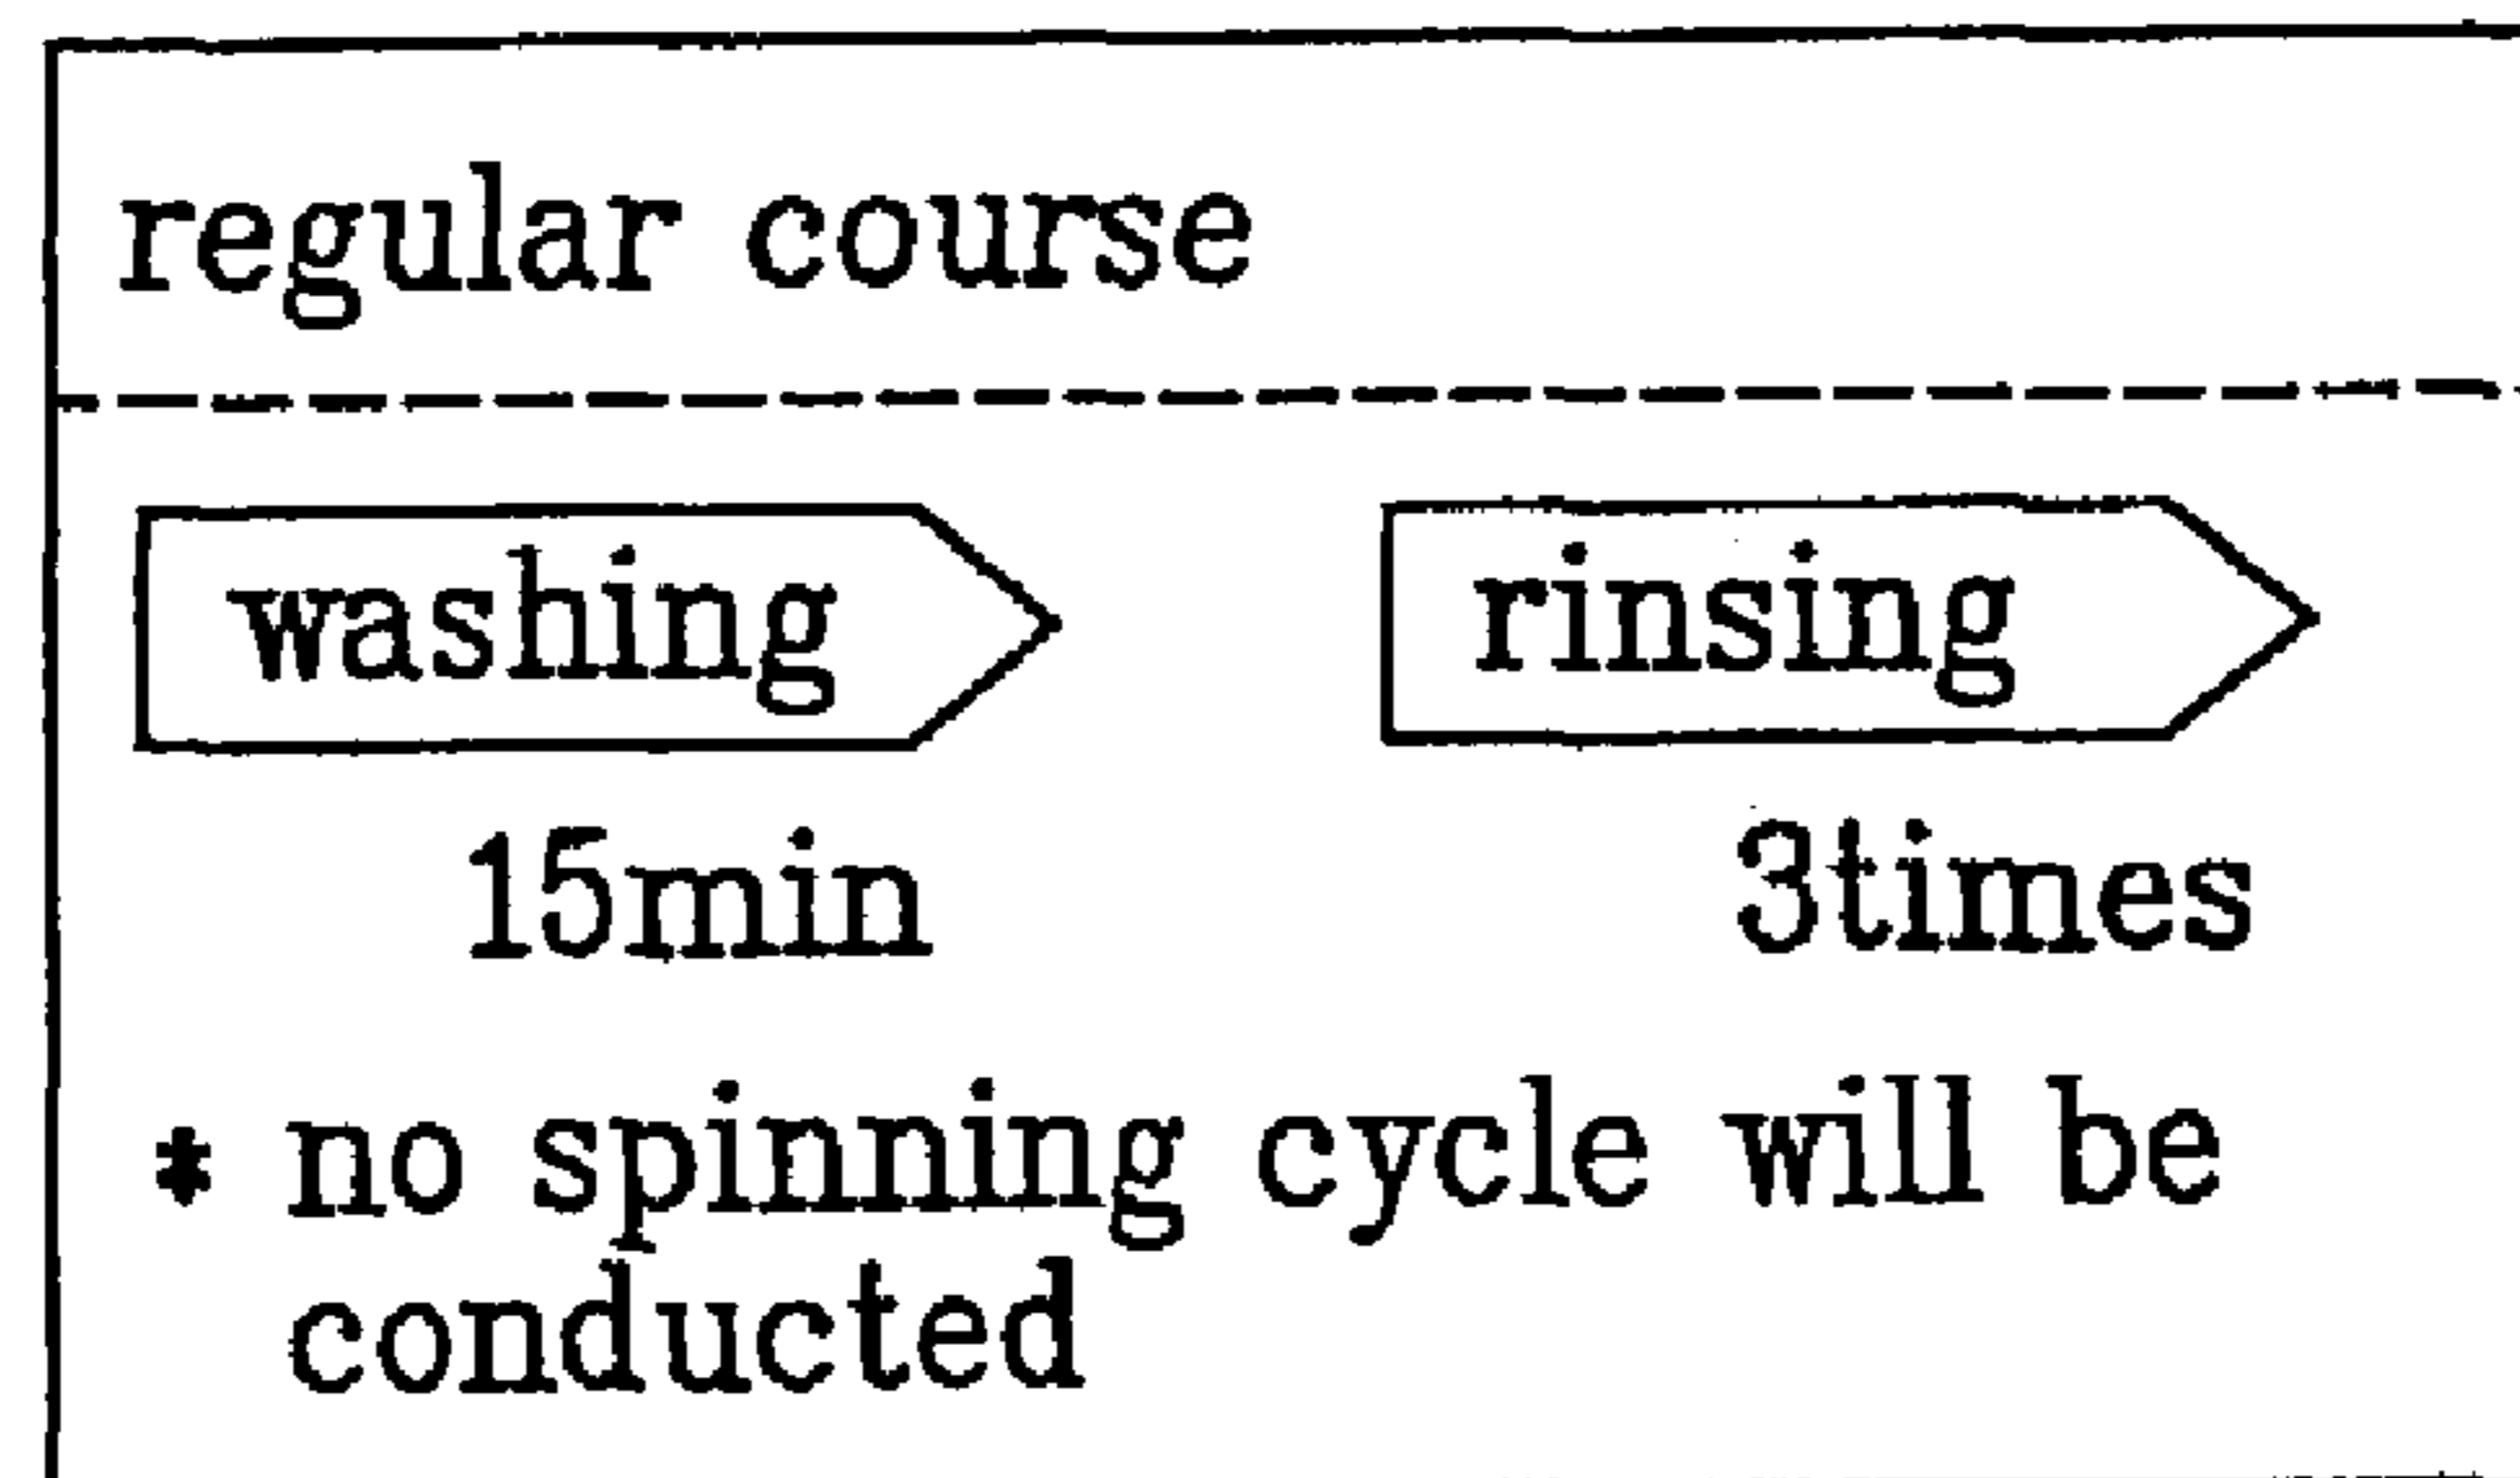 regular course
washing rinsing
15min 3times
* no spinning cycle will be
conducted